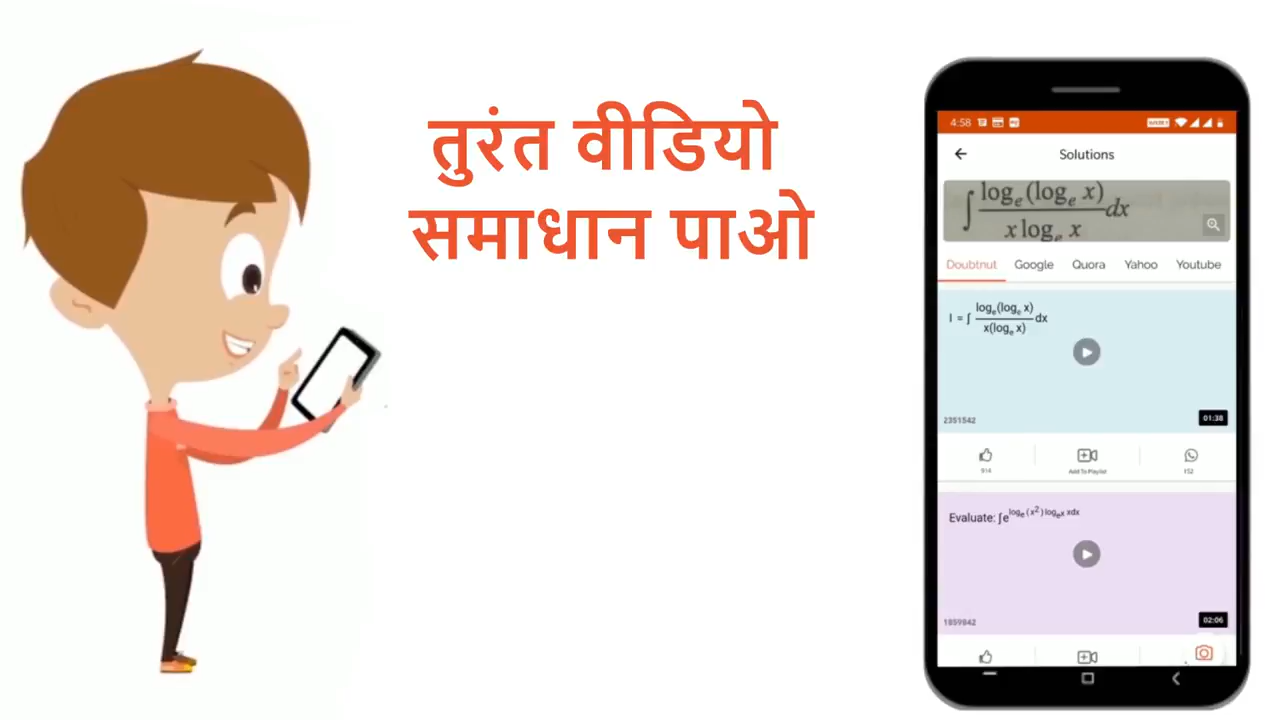 तुरंत वीडियो
समाधान पाओ
4:58
Solutions
∫ logₑ(logₑ x) / x logₑ x dx
Doubtnut Google Quora Yahoo Youtube
I = ∫ logₑ(logₑ x) / x(logₑ x) dx
2351542 01:38
914 Add To Playlist 152
Evaluate: ∫e^logₑ(x²)logₑx xdx
1859842 02:06